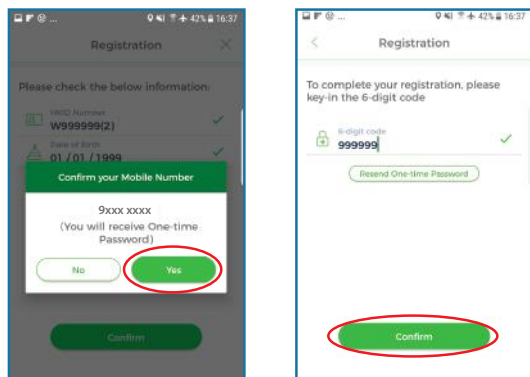 42% 16:37
Registration
Please check the below information:
HKID Number
W999999(2)
Date of Birth
01 / 01 / 1999
Confirm your Mobile Number
9xxx xxxx
(You will receive One-time
Password)
No
Yes
Confirm
... 42% 16:37
Registration
To complete your registration, please
key-in the 6-digit code
6-digit code
999999
Resend One-time Password
Confirm